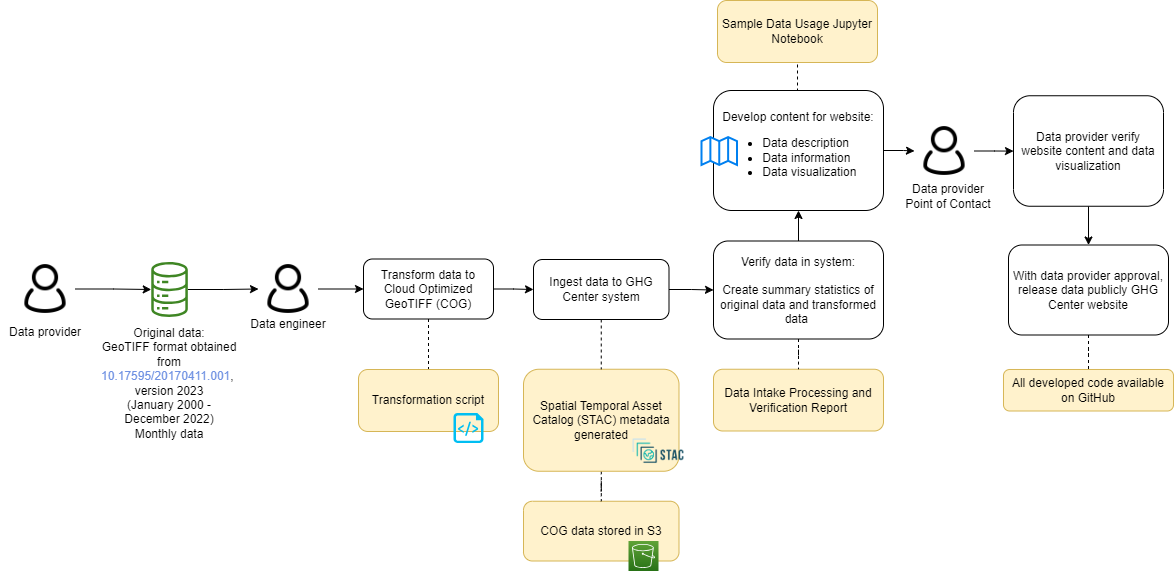 Sample Data Usage Jupyter
Notebook
Develop content for website:
Data description
Data information
Data visualization
Data provider
Point of Contact
Data provider verify
website content and data
visualization
Data provider
Original data:
GeoTIFF format obtained
from
10.17595/20170411.001,
version 2023
(January 2000 -
December 2022)
Monthly data
Data engineer
Transform data to
Cloud Optimized
GeoTIFF (COG)
Ingest data to GHG
Center system
Verify data in system:
Create summary statistics of
original data and transformed
data
With data provider approval,
release data publicly GHG
Center website
Transformation script
</>
Spatial Temporal Asset
Catalog (STAC) metadata
generated
STAC
Data Intake Processing and
Verification Report
All developed code available
on GitHub
COG data stored in S3